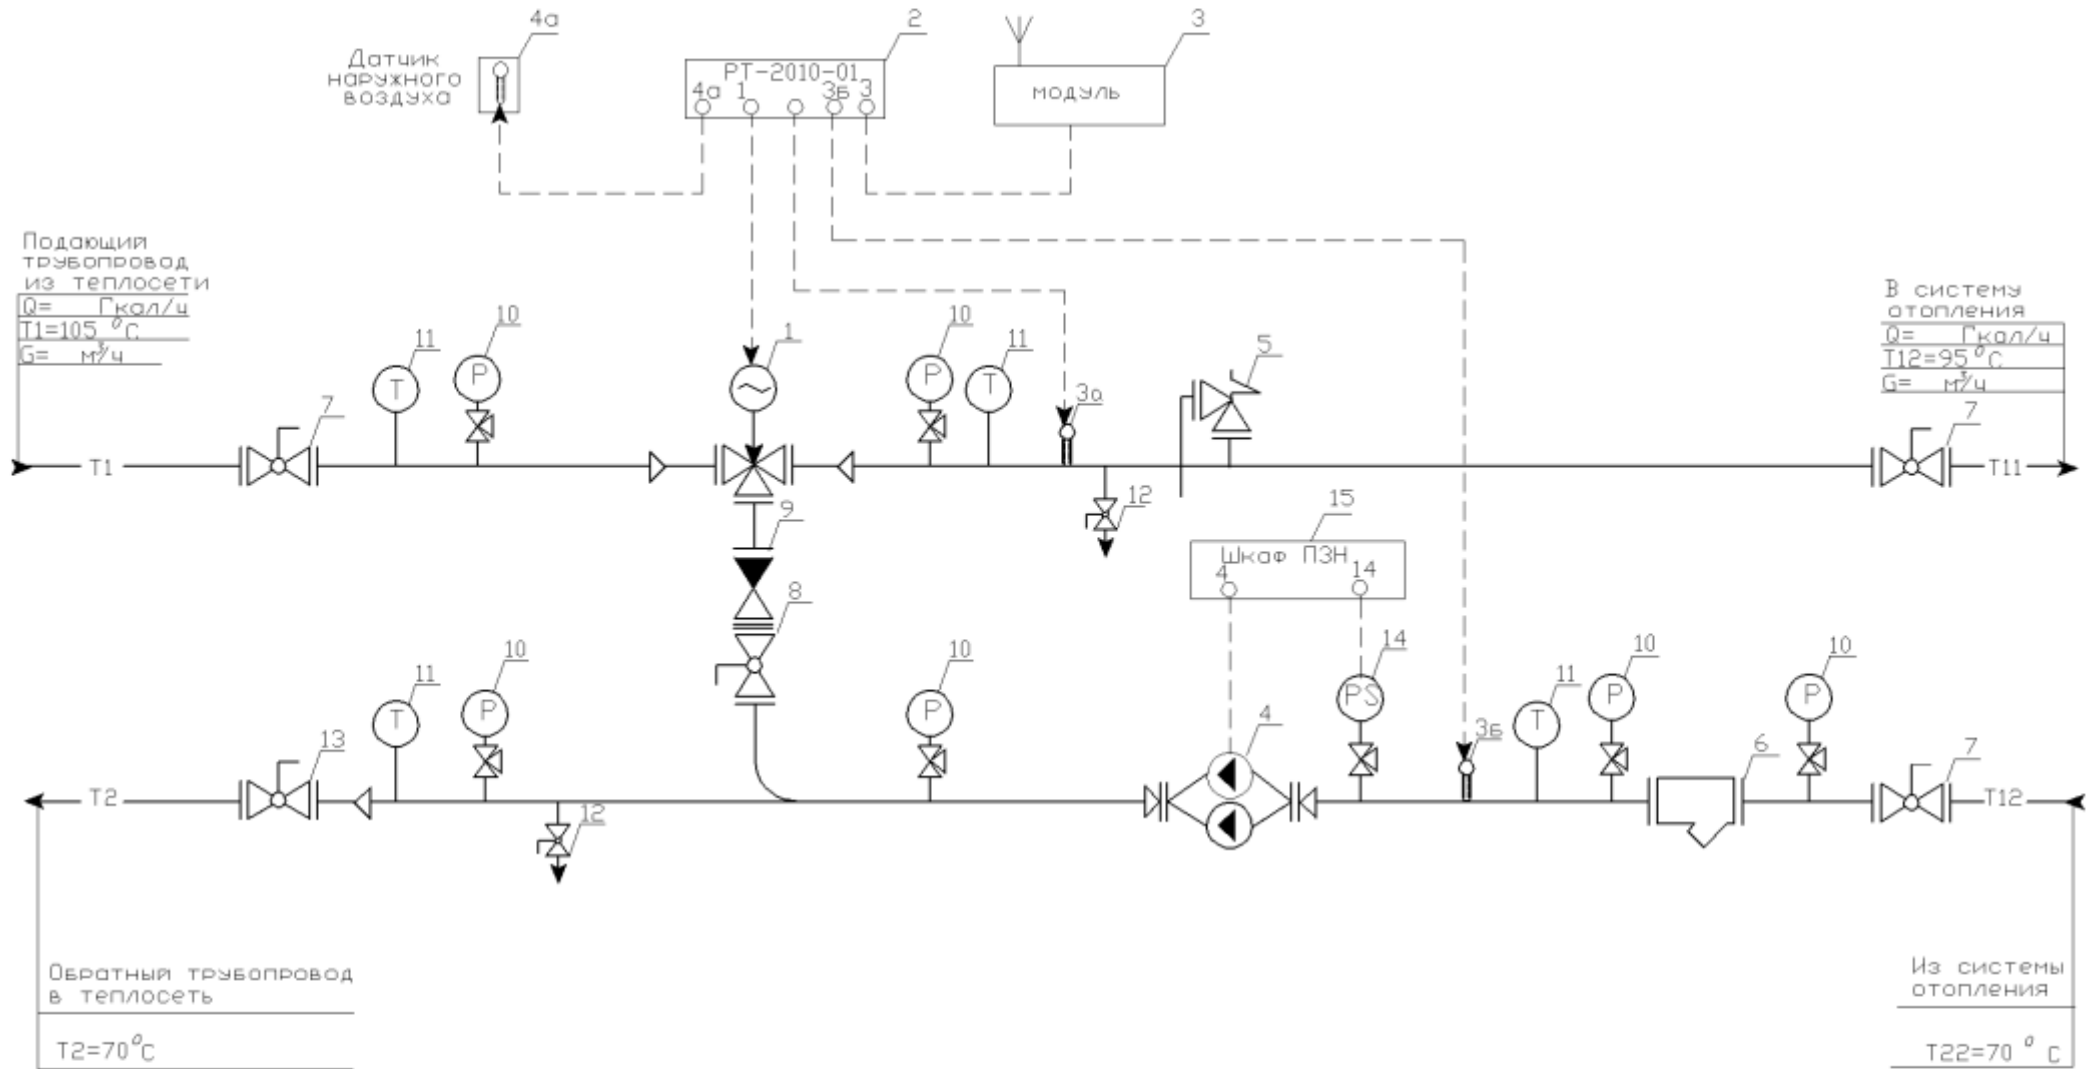 4а
2
3
Датчик
наружного
воздуха
РТ-2010-01
4а 1 3Б 3
модуль
Подающий
трубопровод
из теплосети
Q= Гкал/ч
Т1=105 °С
G= м³/ч
В систему
отопления
Q= Гкал/ч
Т12=95°С
G= м³/ч
10
11
1
10
11
5
7
T
P
P
T
3а
7
Т1
Т11
9
12
15
Шкаф ПЗН
4 14
8
14
11
10
10
11
10
10
PS
T
P
P
T
P
P
13
4
3Б
6
7
Т2
Т12
12
Обратный трубопровод
в теплосеть
Т2=70°С
Из системы
отопления
Т22=70 ° С